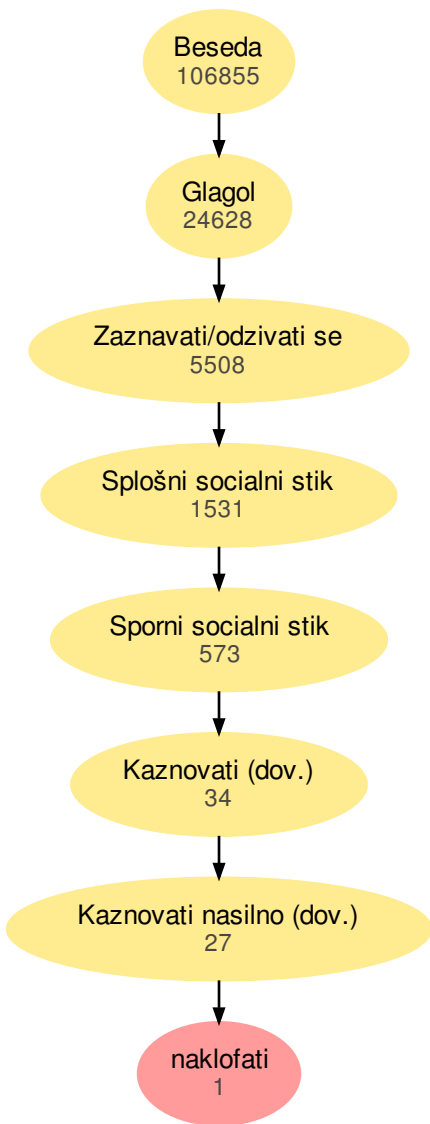 Beseda
106855
Glagol
24628
Zaznavati/odzivati se
5508
Splošni socialni stik
1531
Sporni socialni stik
573
Kaznovati (dov.)
34
Kaznovati nasilno (dov.)
27
naklofati
1